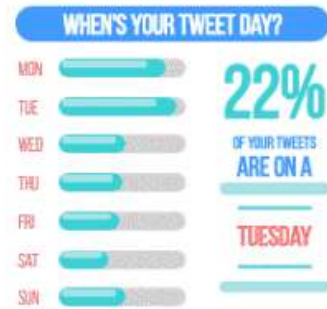 WHEN'S YOUR TWEET DAY?
MON
TUE
WED
THU
FRI
SAT
SUN
22%
OF YOUR TWEETS
ARE ON A
TUESDAY